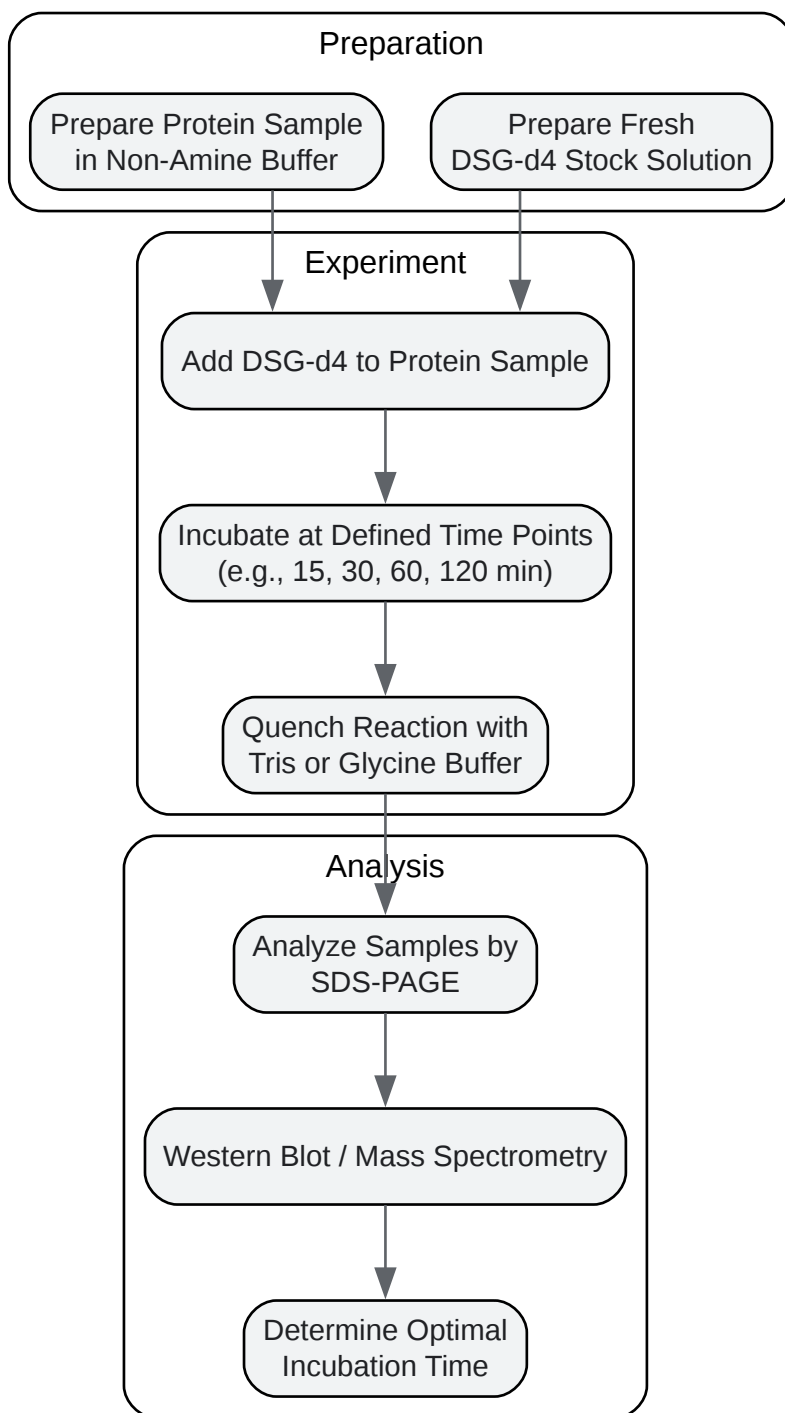 Preparation
Prepare Protein Sample
in Non-Amine Buffer
Prepare Fresh
DSG-d4 Stock Solution
Experiment
Add DSG-d4 to Protein Sample
Incubate at Defined Time Points
(e.g., 15, 30, 60, 120 min)
Quench Reaction with
Tris or Glycine Buffer
Analysis
Analyze Samples by
SDS-PAGE
Western Blot / Mass Spectrometry
Determine Optimal
Incubation Time